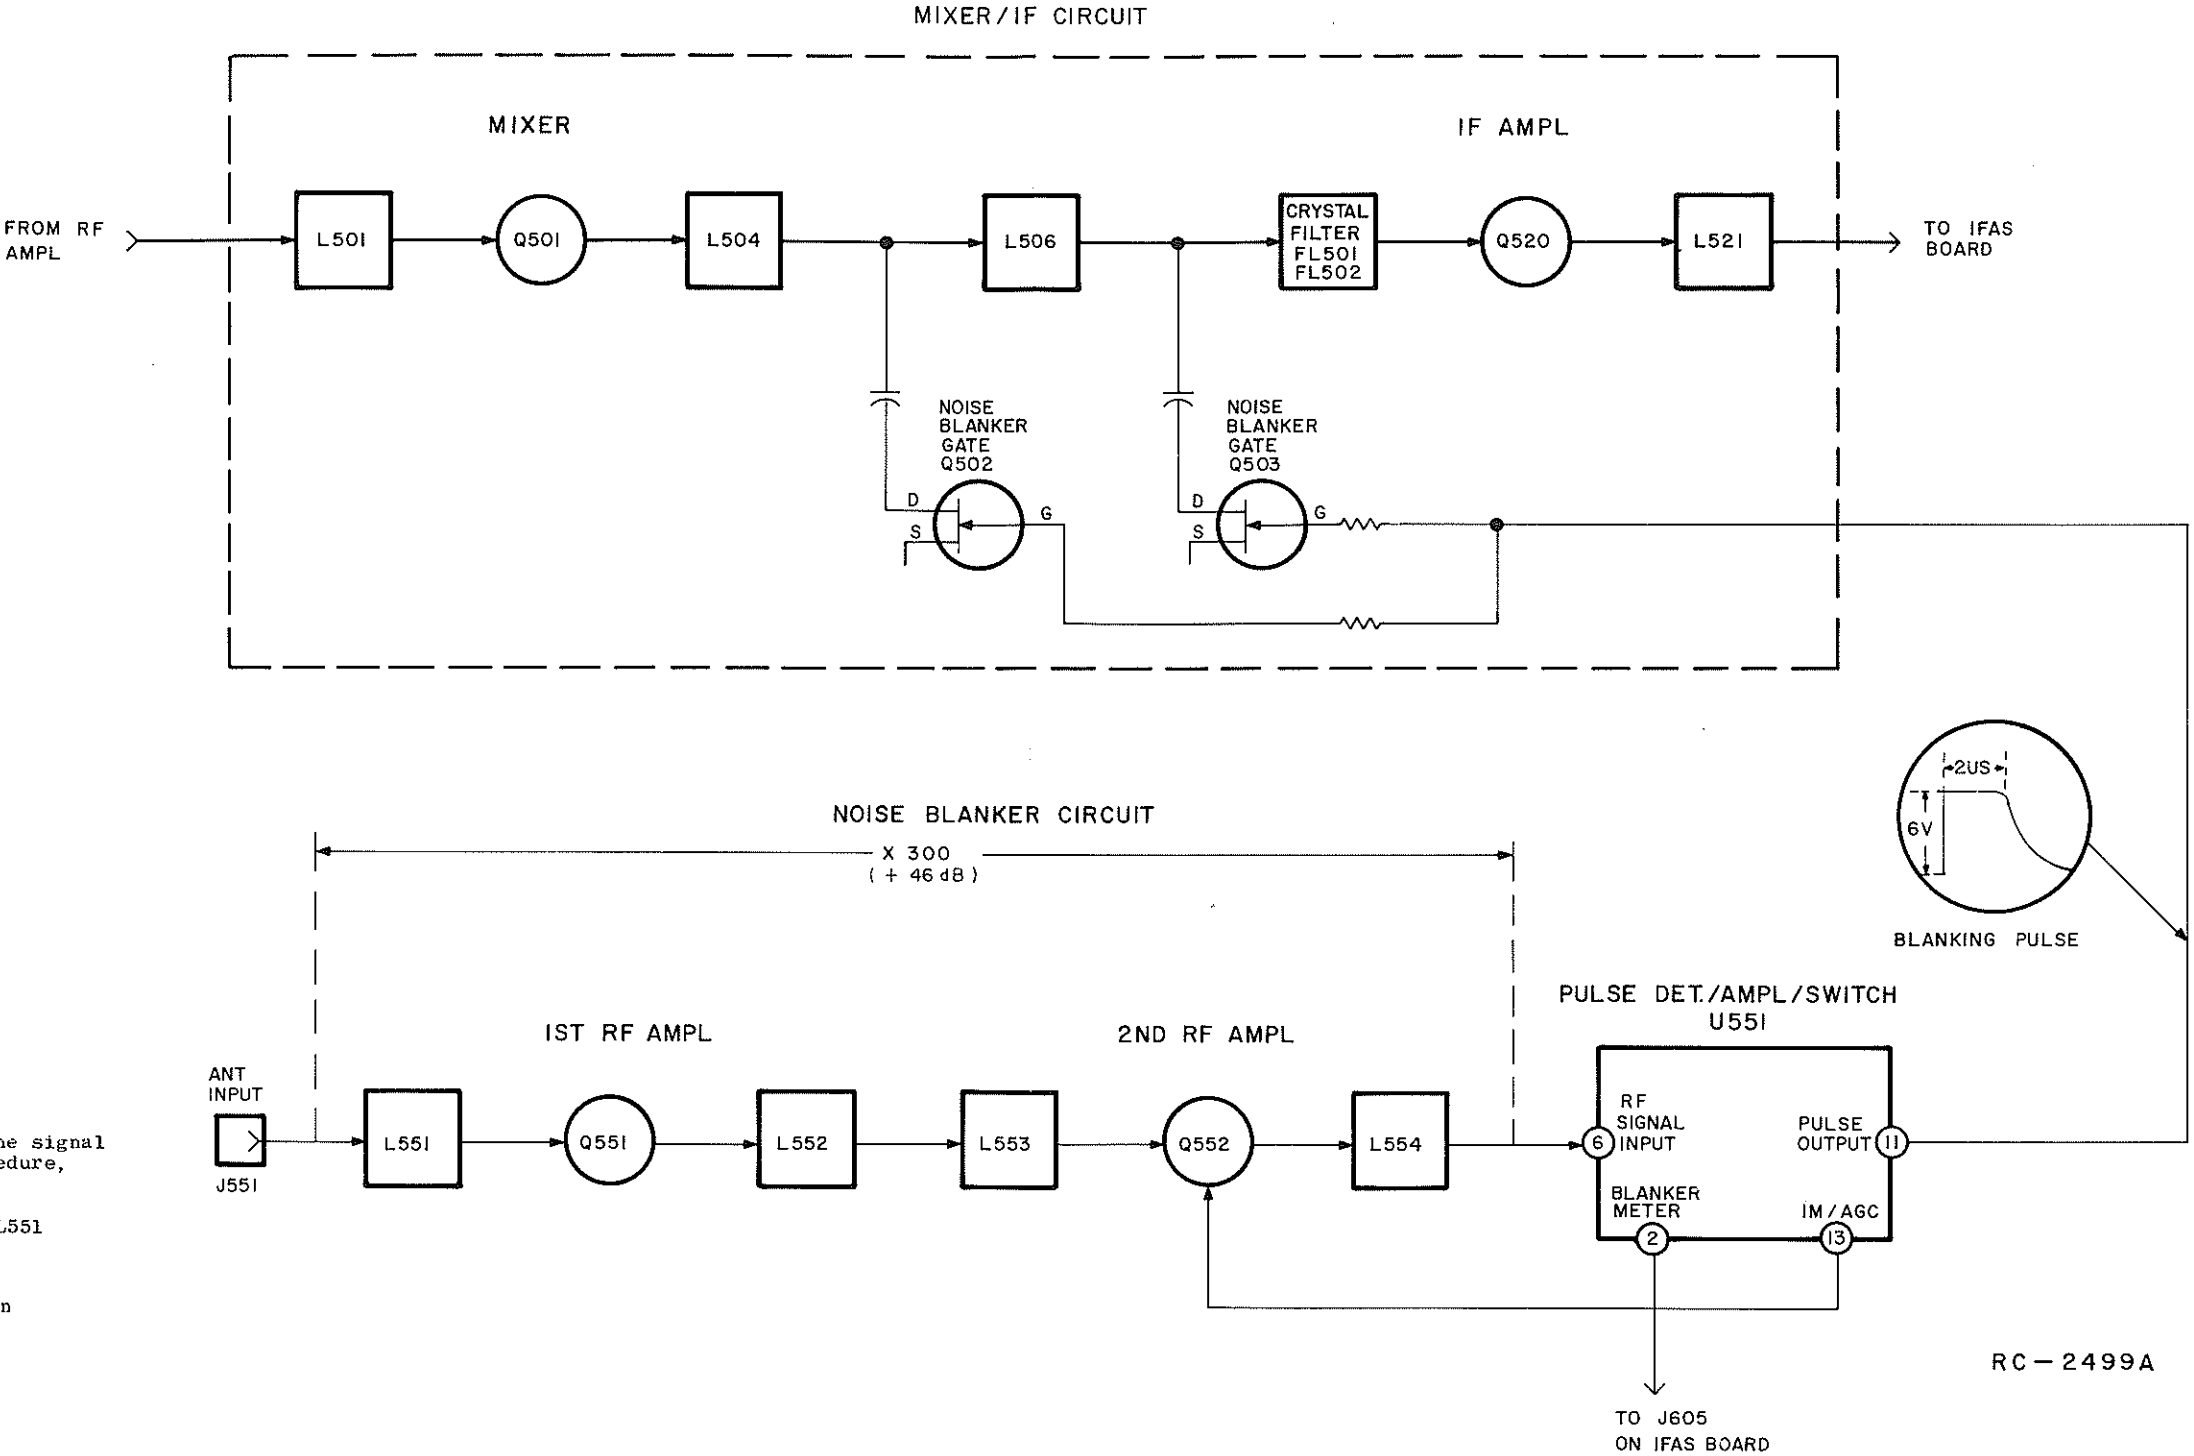 MIXER/IF CIRCUIT
MIXER
IF AMPL
FROM RF
AMPL
L501
Q501
L504
L506
CRYSTAL
FILTER
FL501
FL502
Q520
L521
TO IFAS
BOARD
NOISE
BLANKER
GATE
Q502
D
S
G
NOISE
BLANKER
GATE
Q503
D
S
G
2US
6V
BLANKING PULSE
NOISE BLANKER CIRCUIT
X 300
(+ 46 dB)
1ST RF AMPL
2ND RF AMPL
PULSE DET./AMPL/SWITCH
U551
ANT
INPUT
J551
L551
Q551
L552
L553
Q552
L554
6
RF
SIGNAL
INPUT
PULSE
OUTPUT
11
BLANKER
METER
2
IM/AGC
13
TO J605
ON IFAS BOARD
signal
L551
RC-2499A